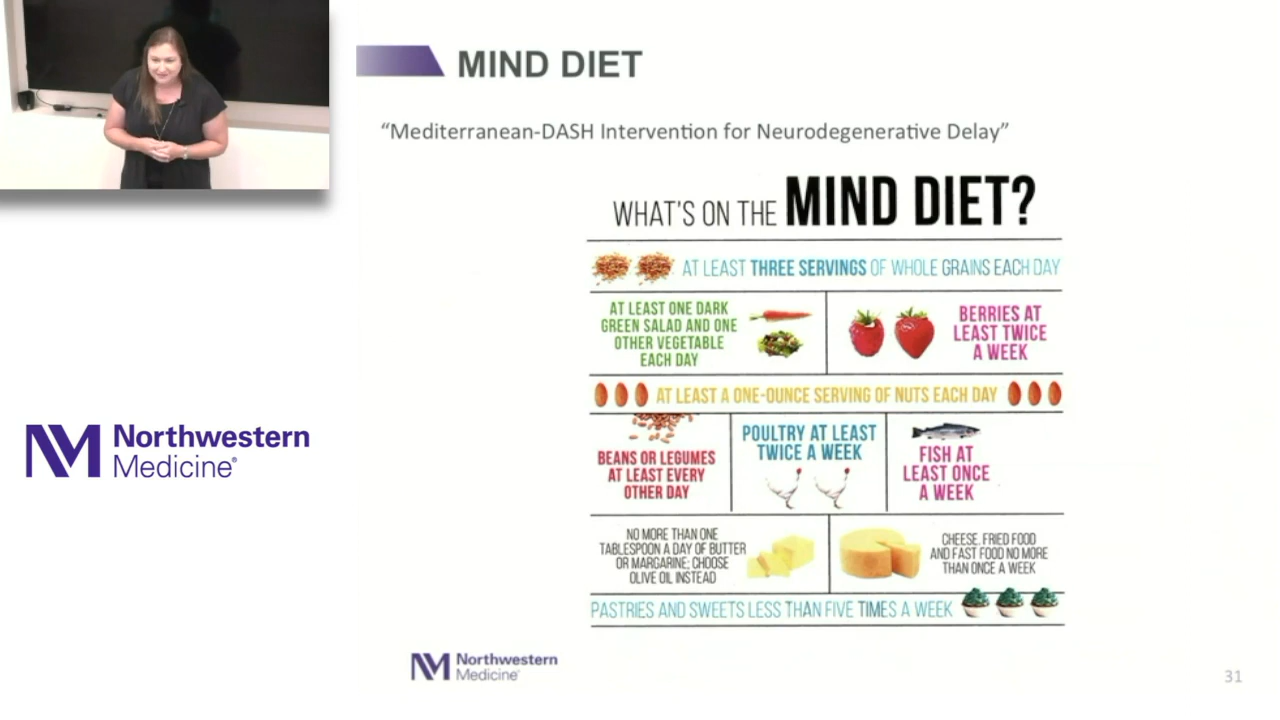 MIND DIET
“Mediterranean-DASH Intervention for Neurodegenerative Delay”
WHAT'S ON THE MIND DIET?
AT LEAST THREE SERVINGS OF WHOLE GRAINS EACH DAY
AT LEAST ONE DARK
GREEN SALAD AND ONE
OTHER VEGETABLE
EACH DAY
BERRIES AT
LEAST TWICE
A WEEK
AT LEAST A ONE-OUNCE SERVING OF NUTS EACH DAY
BEANS OR LEGUMES
AT LEAST EVERY
OTHER DAY
POULTRY AT LEAST
TWICE A WEEK
FISH AT
LEAST ONCE
A WEEK
NO MORE THAN ONE
TABLESPOON A DAY OF BUTTER
OR MARGARINE; CHOOSE
OLIVE OIL INSTEAD
CHEESE, FRIED FOOD
AND FAST FOOD NO MORE
THAN ONCE A WEEK
PASTRIES AND SWEETS LESS THAN FIVE TIMES A WEEK
NM Northwestern
Medicine®
NM Northwestern
Medicine®
31